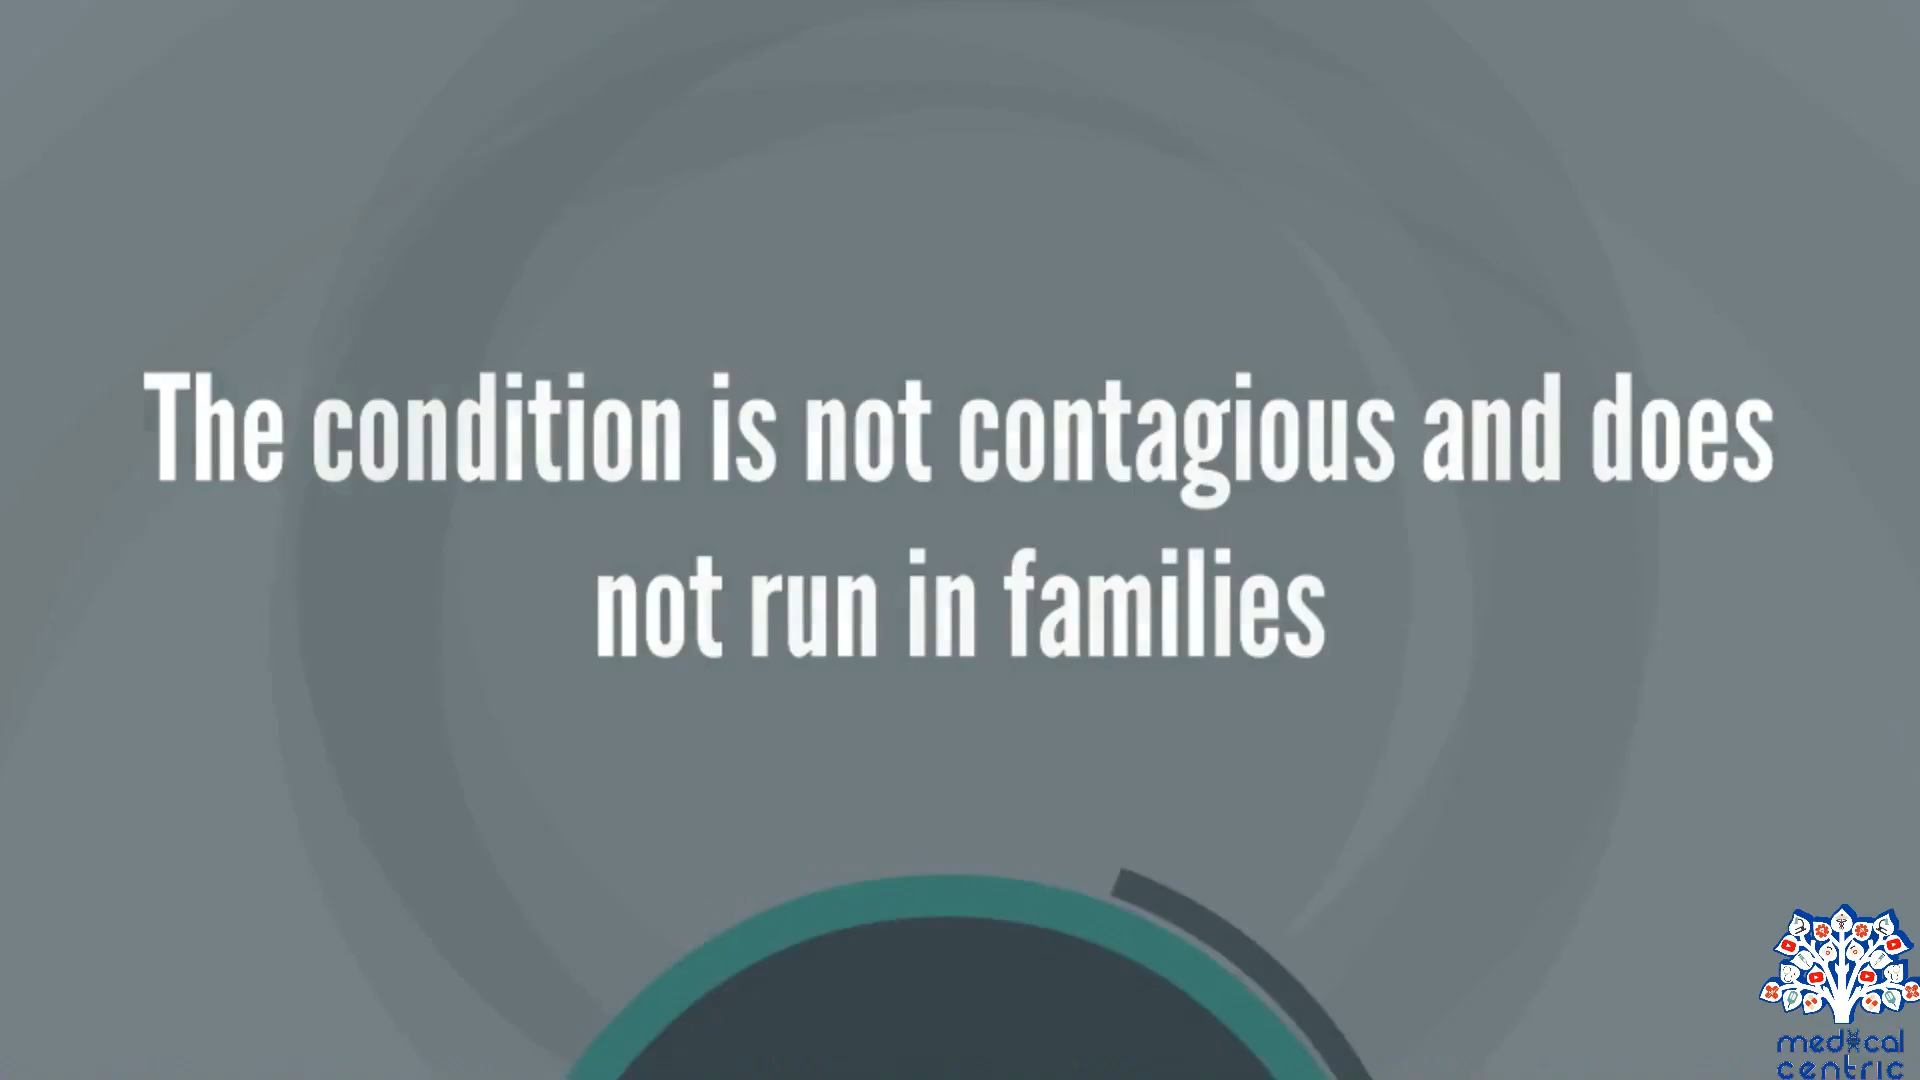 The condition is not contagious and does
not run in families
medical
centric